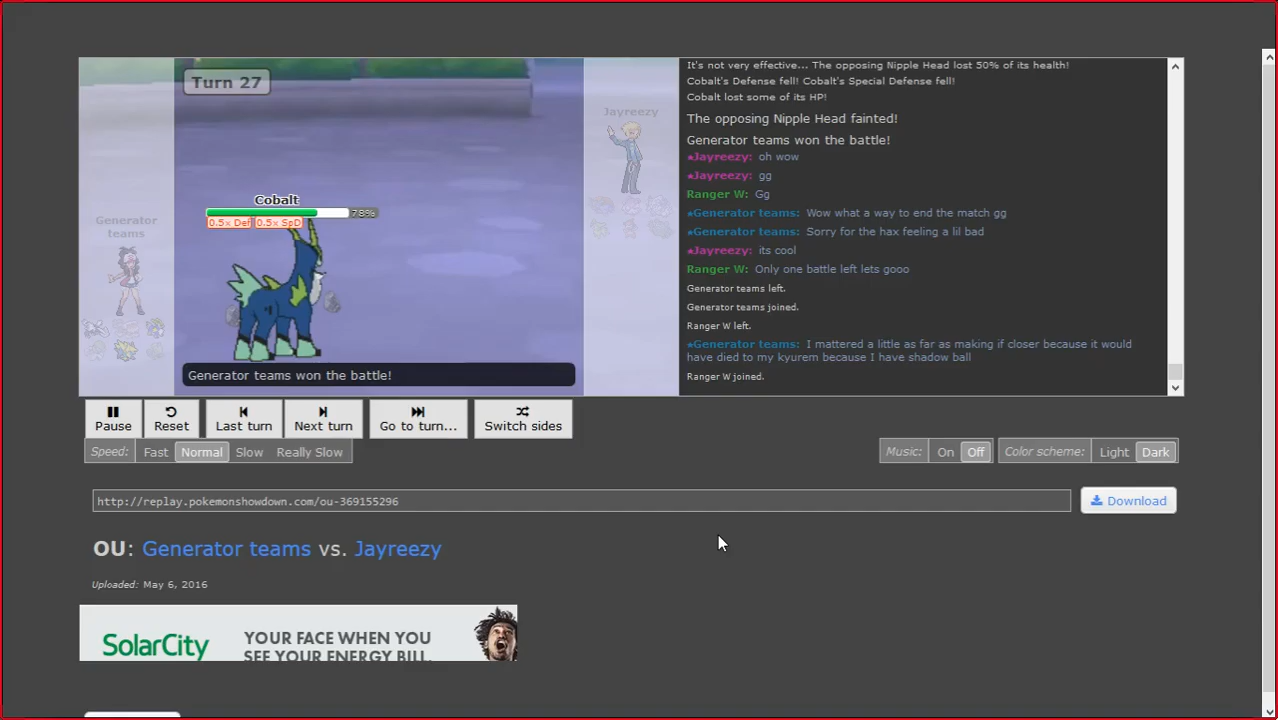 Turn 27
Cobalt
78%
0.5× Def 0.5× SpD
Generator
teams
Jayreezy
Generator teams won the battle!
It's not very effective... The opposing Nipple Head lost 50% of its health!
Cobalt's Defense fell! Cobalt's Special Defense fell!
Cobalt lost some of its HP!
The opposing Nipple Head fainted!
Generator teams won the battle!
★Jayreezy: oh wow
★Jayreezy: gg
Ranger W: Gg
★Generator teams: Wow what a way to end the match gg
★Generator teams: Sorry for the hax feeling a lil bad
★Jayreezy: its cool
Ranger W: Only one battle left lets gooo
Generator teams left.
Generator teams joined.
Ranger W left.
★Generator teams: I mattered a little as far as making if closer because it would
have died to my kyurem because I have shadow ball
Ranger W joined.
Pause Reset Last turn Next turn Go to turn... Switch sides
Speed: Fast Normal Slow Really Slow Music: On Off Color scheme: Light Dark
http://replay.pokemonshowdown.com/ou-369155296 Download
OU: Generator teams vs. Jayreezy
Uploaded: May 6, 2016
SolarCity
YOUR FACE WHEN YOU
SEE YOUR ENERGY BILL.